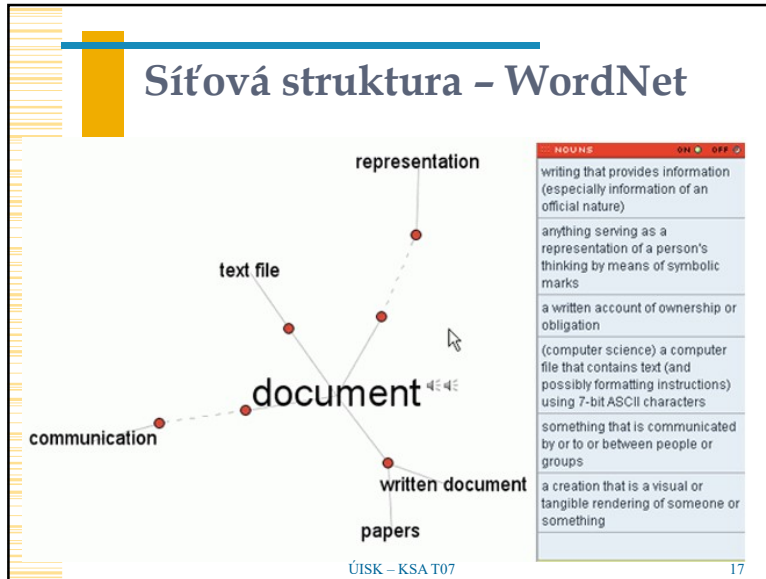 Síťová struktura – WordNet
representation
text file
document
communication
written document
papers
NOUNS ON OFF
writing that provides information
(especially information of an
official nature)
anything serving as a
representation of a person's
thinking by means of symbolic
marks
a written account of ownership or
obligation
(computer science) a computer
file that contains text (and
possibly formatting instructions)
using 7-bit ASCII characters
something that is communicated
by or to or between people or
groups
a creation that is a visual or
tangible rendering of someone or
something
ÚISK – KSA T07 17